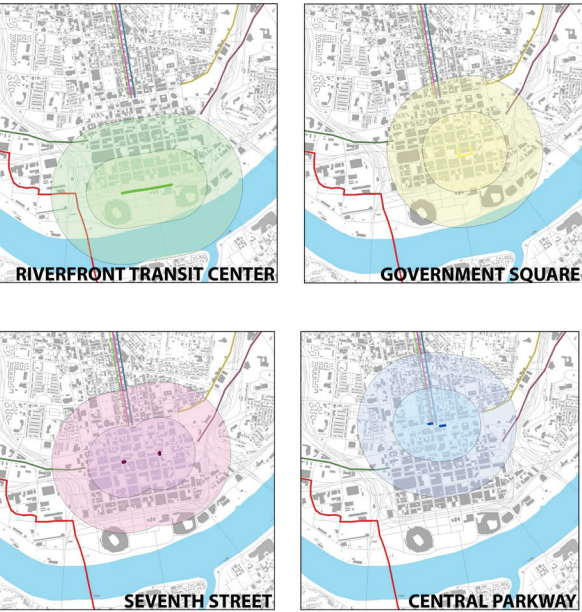 RIVERFRONT TRANSIT CENTER
GOVERNMENT SQUARE
SEVENTH STREET
CENTRAL PARKWAY